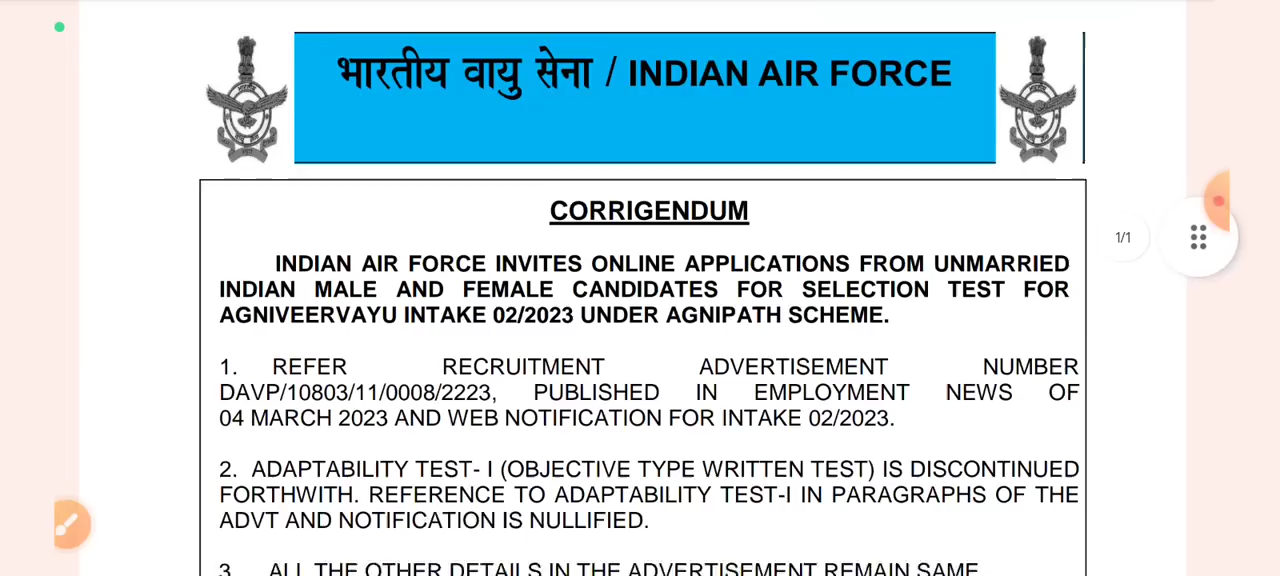 भारतीय वायु सेना / INDIAN AIR FORCE
CORRIGENDUM
1/1
INDIAN AIR FORCE INVITES ONLINE APPLICATIONS FROM UNMARRIED
INDIAN MALE AND FEMALE CANDIDATES FOR SELECTION TEST FOR
AGNIVEERVAYU INTAKE 02/2023 UNDER AGNIPATH SCHEME.
1. REFER RECRUITMENT ADVERTISEMENT NUMBER
DAVP/10803/11/0008/2223, PUBLISHED IN EMPLOYMENT NEWS OF
04 MARCH 2023 AND WEB NOTIFICATION FOR INTAKE 02/2023.
2. ADAPTABILITY TEST- I (OBJECTIVE TYPE WRITTEN TEST) IS DISCONTINUED
FORTHWITH. REFERENCE TO ADAPTABILITY TEST-I IN PARAGRAPHS OF THE
ADVT AND NOTIFICATION IS NULLIFIED.
3. ALL THE OTHER DETAILS IN THE ADVERTISEMENT REMAIN SAME